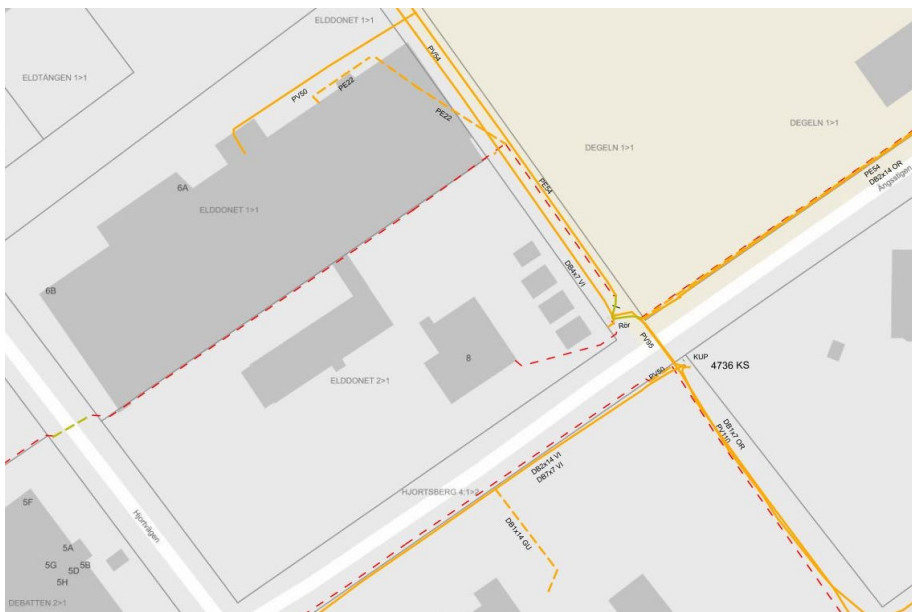 ELDDONET 1>1
PV54
ELDTÅNGEN 1>1
PE22
PV50
PE22
DEGELN 1>1
DEGELN 1>1
PE54
DB2x14 OR
Ängsstigen
6A
PE54
ELDDONET 1>1
DB4x7 VI
6B
Rör
PV95
KUP
4736 KS
8
PV50
ELDDONET 2>1
DB1x7 OR
PV110
DB2x14 VI
DB7x7 VI
HJORTSBERG 4:1>2
5F
Hjortvägen
DB1x14 GU
5A
5G
5B
5D
5H
DEBATTEN 2>1